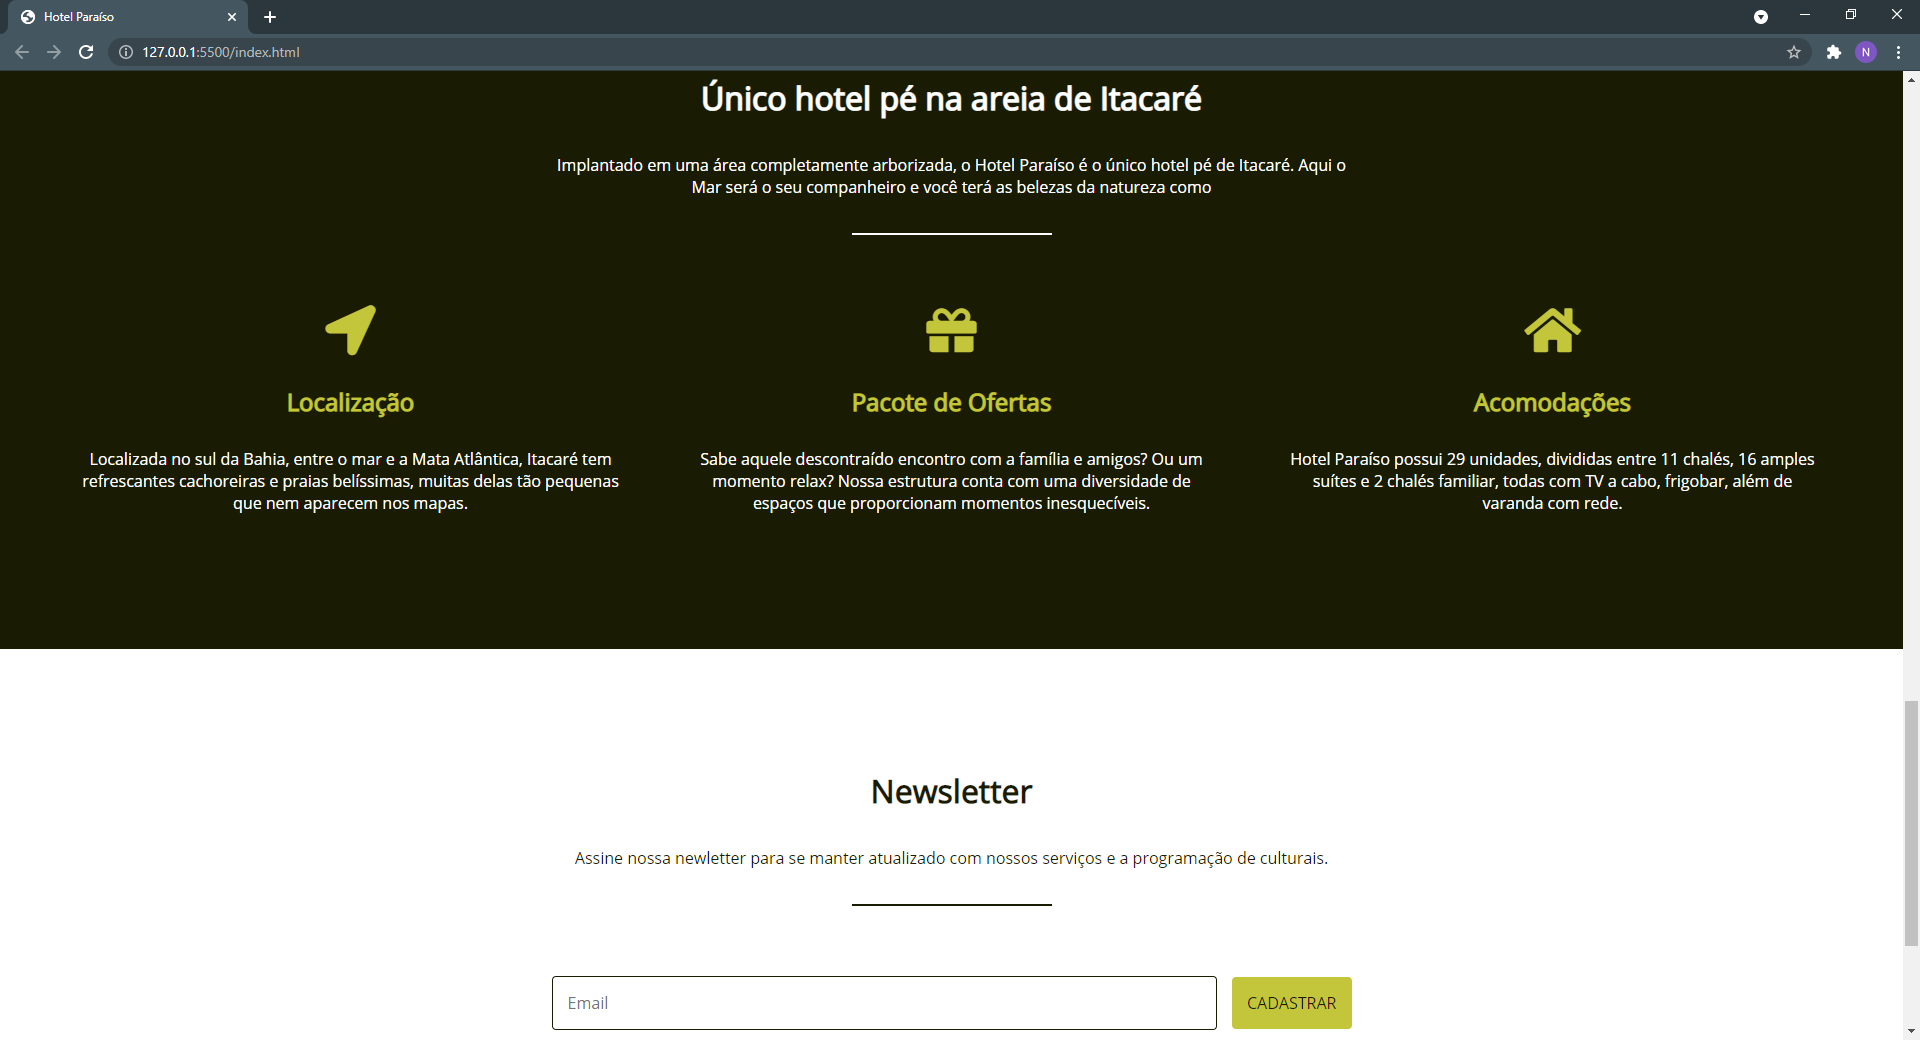 Hotel Paraíso
127.0.0.1:5500/index.html
N
Único hotel pé na areia de Itacaré
Implantado em uma área completamente arborizada, o Hotel Paraíso é o único hotel pé de Itacaré. Aqui o
Mar será o seu companheiro e você terá as belezas da natureza como
Localização
Localizada no sul da Bahia, entre o mar e a Mata Atlântica, Itacaré tem
refrescantes cachoreiras e praias belíssimas, muitas delas tão pequenas
que nem aparecem nos mapas.
Pacote de Ofertas
Sabe aquele descontraído encontro com a família e amigos? Ou um
momento relax? Nossa estrutura conta com uma diversidade de
espaços que proporcionam momentos inesquecíveis.
Acomodações
Hotel Paraíso possui 29 unidades, divididas entre 11 chalés, 16 amples
suítes e 2 chalés familiar, todas com TV a cabo, frigobar, além de
varanda com rede.
Newsletter
Assine nossa newletter para se manter atualizado com nossos serviços e a programação de culturais.
Email
CADASTRAR